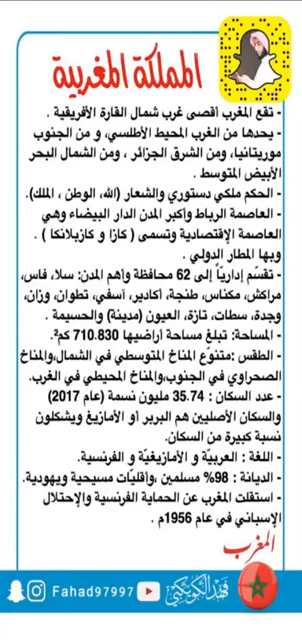 المملكة المغربية
- تقع المغرب أقصى غرب شمال القارة الأفريقية .
- يحدها من الغرب المحيط الأطلسي، و من الجنوب
موريتانيا، ومن الشرق الجزائر ، ومن الشمال البحر
الأبيض المتوسط .
- الحكم ملكي دستوري والشعار (الله، الوطن ، الملك).
- العاصمة الرباط وأكبر المدن الدار البيضاء وهي
العاصمة الإقتصادية وتسمى ( كازا و كازبلانكا ) .
وبها المطار الدولي .
- تقسّم إدارياً إلى 62 محافظة واهم المدن: سلا، فاس،
مراكش، مكناس، طنجة، أكادير، آسفي، تطوان، وزان،
وجدة، سطات، تازة، العيون (مدينة) والحسيمة .
- المساحة: تبلغ مساحة أراضيها 710.830 كم².
- الطقس :متنوّع المناخ المتوسطي في الشمال،والمناخ
الصحراوي في الجنوب،والمناخ المحيطي في الغرب.
- عدد السكان : 35.74 مليون نسمة (عام 2017)
والسكان الأصليين هم البربر أو الأمازيغ ويشكلون
نسبة كبيرة من السكان.
- اللغة : العربيّة و الأمازيغيّة و الفرنسية.
- الديانة : 98% مسلمين ،وأقليّات مسيحية ويهودية.
- استقلت المغرب عن الحماية الفرنسية والإحتلال
الإسباني في عام 1956م .
المغرب
فهد الكويكبي
Fahad97997